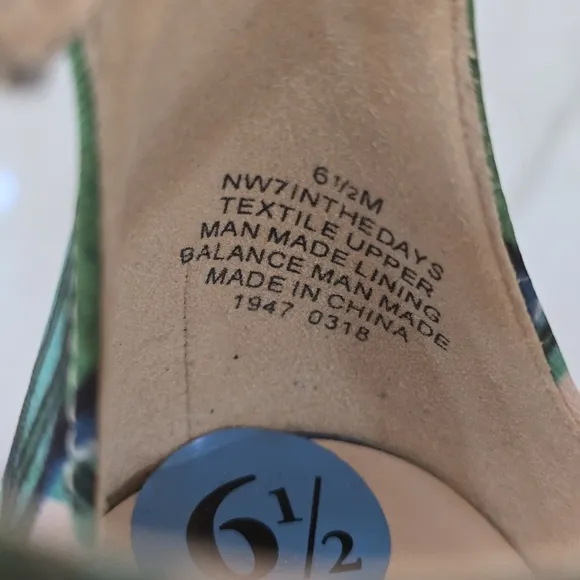 6½M
NW7INTHEDAYS
TEXTILE UPPER
MAN MADE LINING
BALANCE MAN MADE
MADE IN CHINA
1947 0318
6½